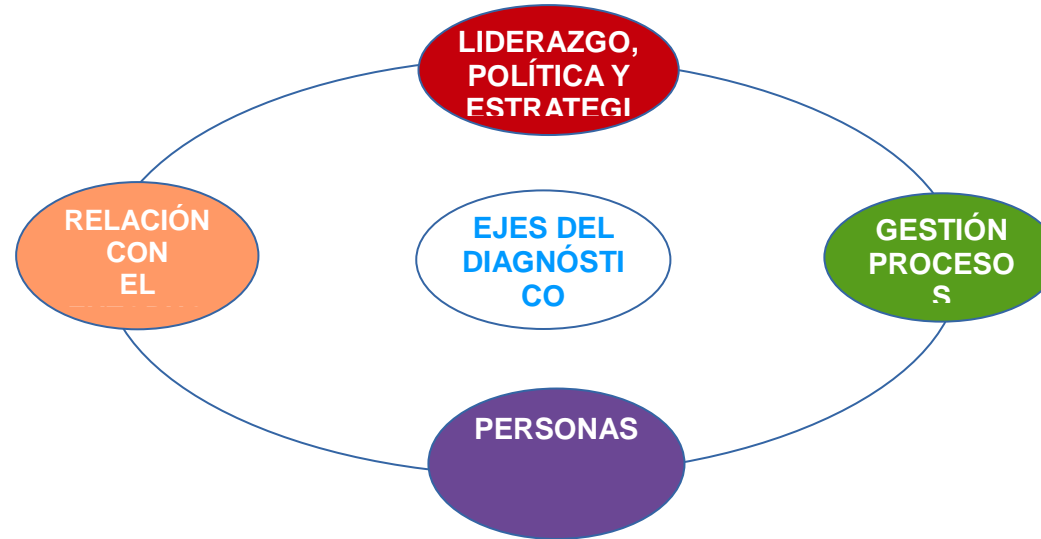 LIDERAZGO,
POLÍTICA Y
ESTRATEGI
RELACIÓN
CON
EL
EJES DEL
DIAGNÓSTI
CO
GESTIÓN
PROCESO
S
PERSONAS